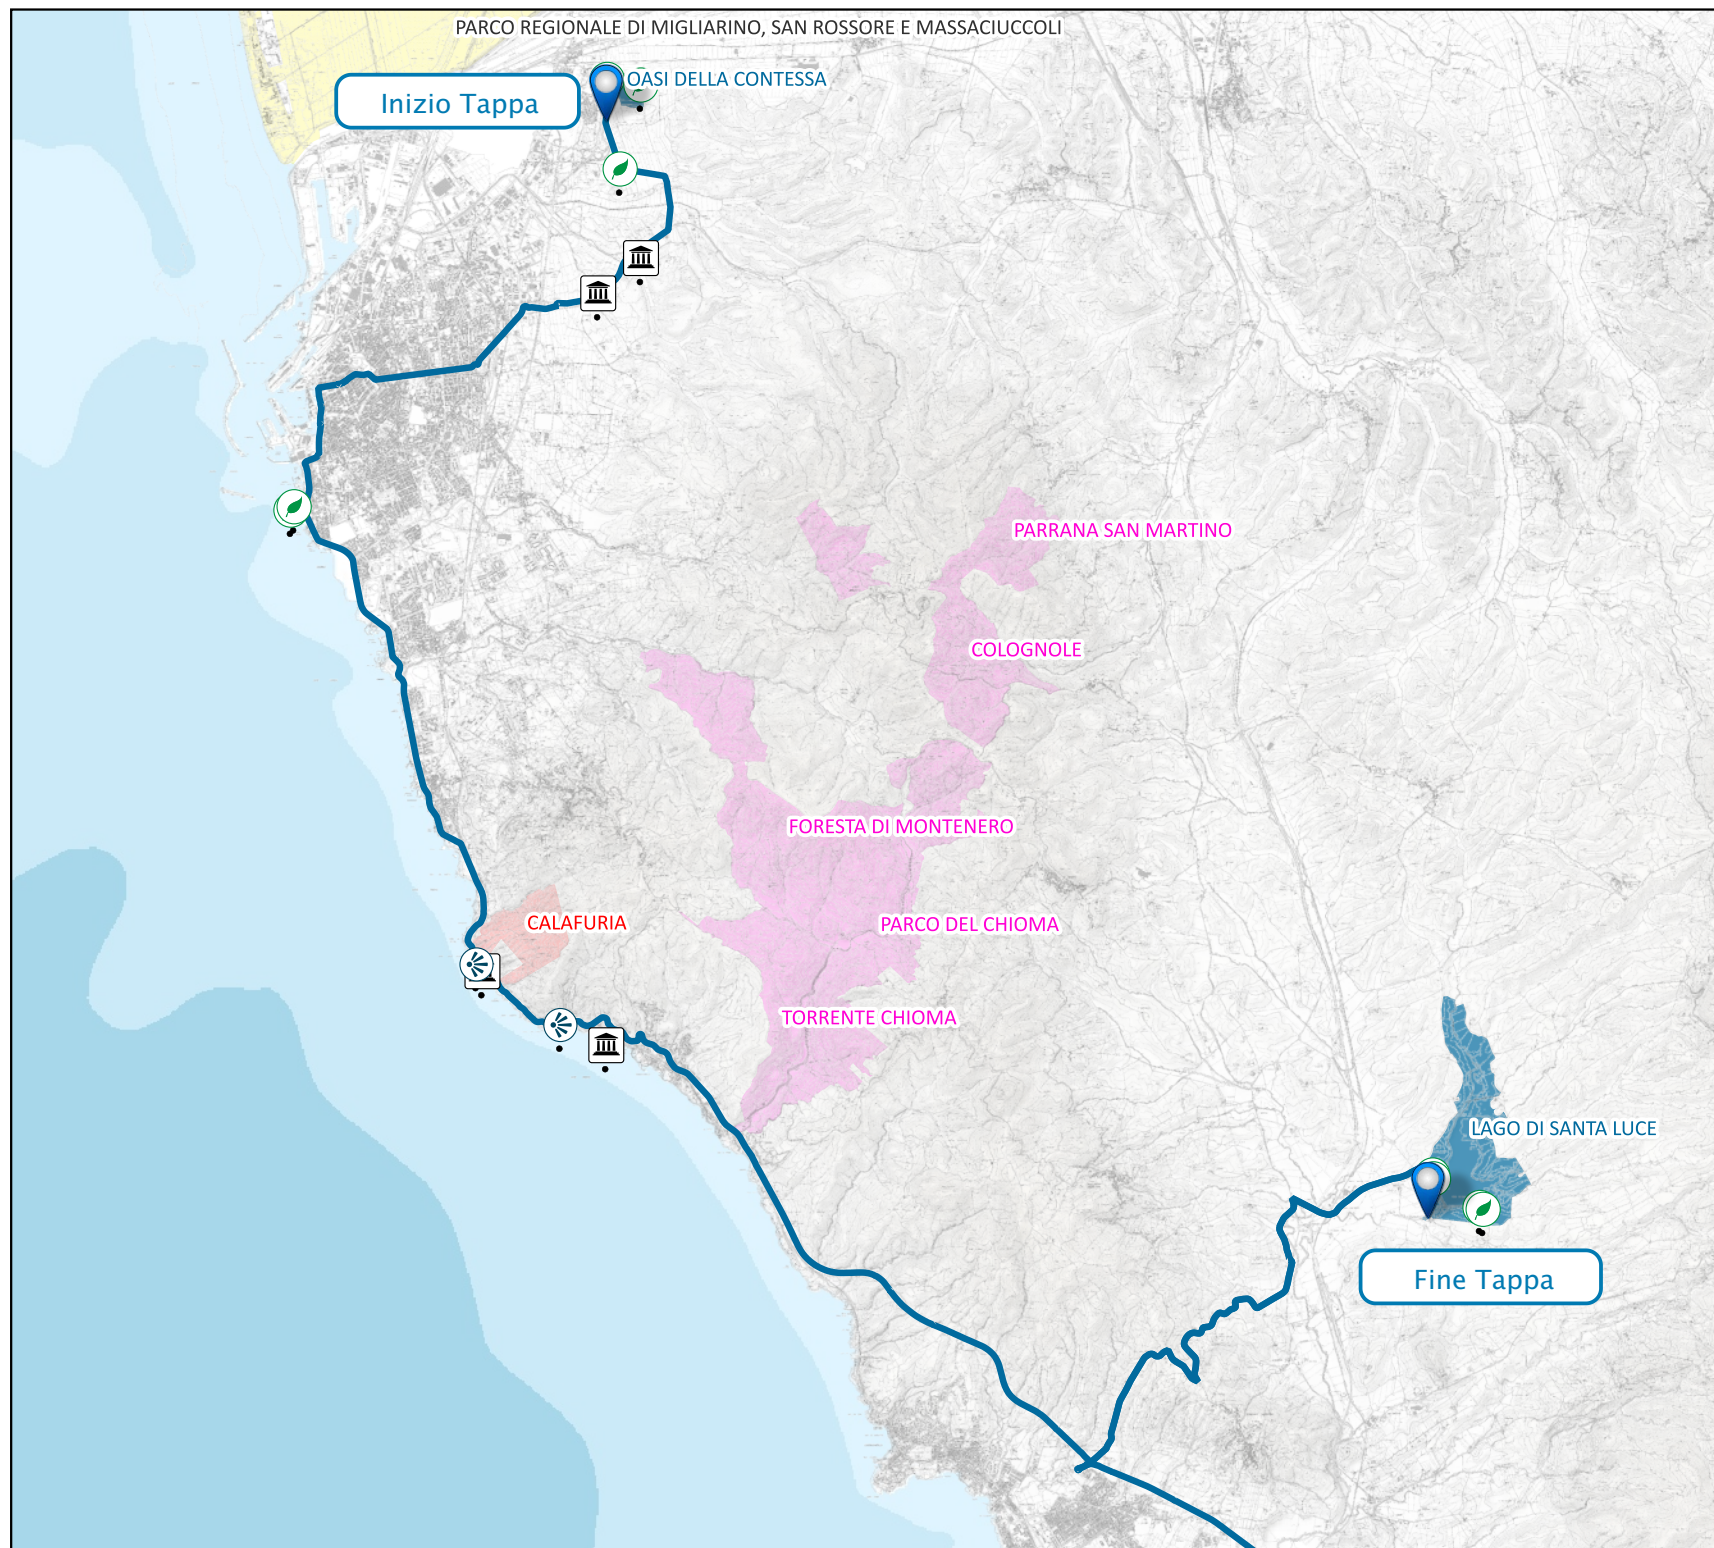 PARCO REGIONALE DI MIGLIARINO, SAN ROSSORE E MASSACIUCCOLI
OASI DELLA CONTESSA
Inizio Tappa
PARRANA SAN MARTINO
COLOGNOLE
FORESTA DI MONTENERO
CALAFURIA
PARCO DEL CHIOMA
TORRENTE CHIOMA
LAGO DI SANTA LUCE
Fine Tappa